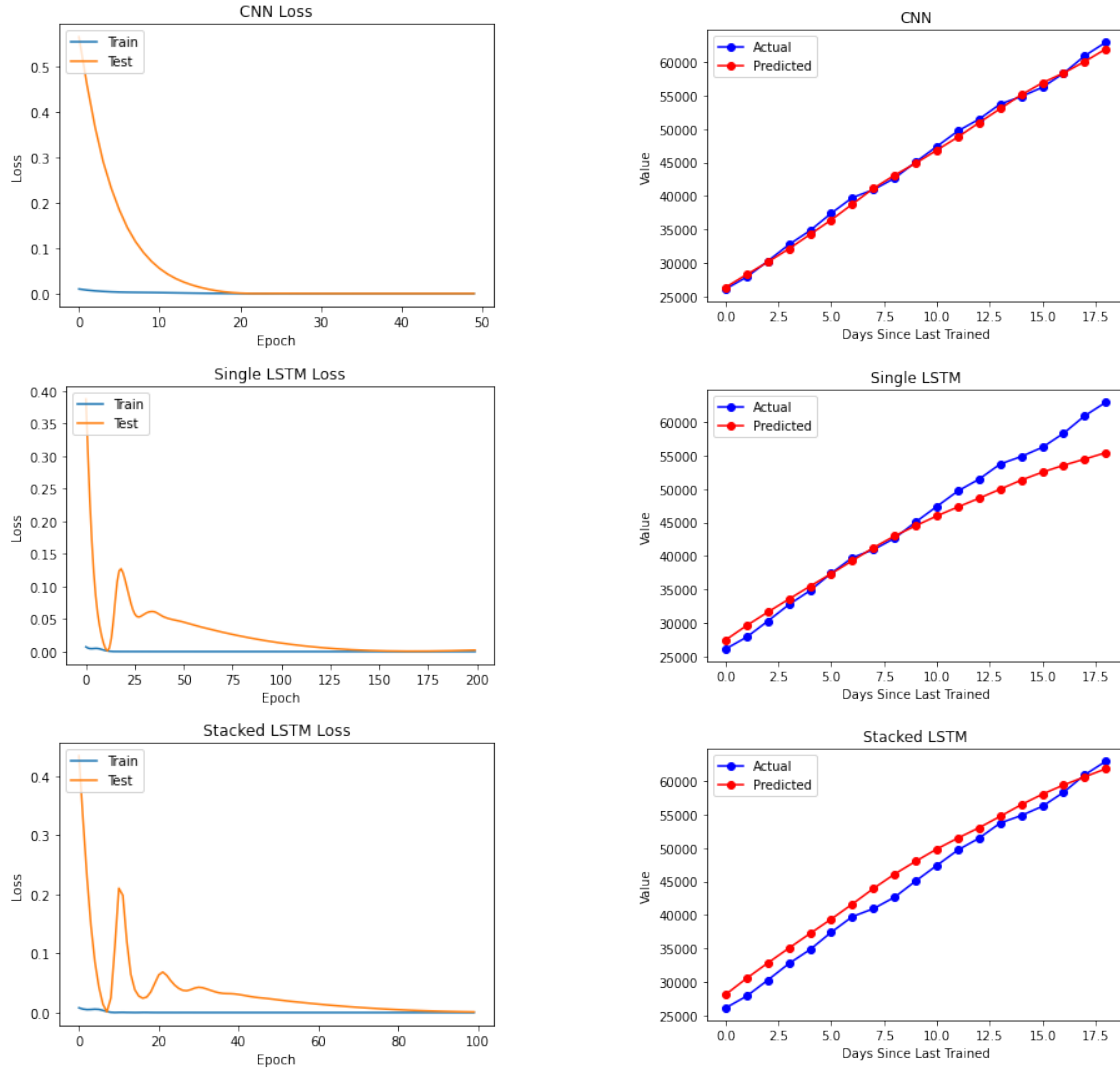 CNN Loss
Train
Test
0.5
0.4
0.3
0.2
0.1
0.0
Loss
0 10 20 30 40 50
Epoch
CNN
Actual
Predicted
60000
55000
50000
45000
40000
35000
30000
25000
Value
0.0 2.5 5.0 7.5 10.0 12.5 15.0 17.5
Days Since Last Trained
Single LSTM Loss
Train
Test
0.40
0.35
0.30
0.25
0.20
0.15
0.10
0.05
0.00
Loss
0 25 50 75 100 125 150 175 200
Epoch
Single LSTM
Actual
Predicted
60000
55000
50000
45000
40000
35000
30000
25000
Value
0.0 2.5 5.0 7.5 10.0 12.5 15.0 17.5
Days Since Last Trained
Stacked LSTM Loss
Train
Test
0.4
0.3
0.2
0.1
0.0
Loss
0 20 40 60 80 100
Epoch
Stacked LSTM
Actual
Predicted
60000
55000
50000
45000
40000
35000
30000
25000
Value
0.0 2.5 5.0 7.5 10.0 12.5 15.0 17.5
Days Since Last Trained